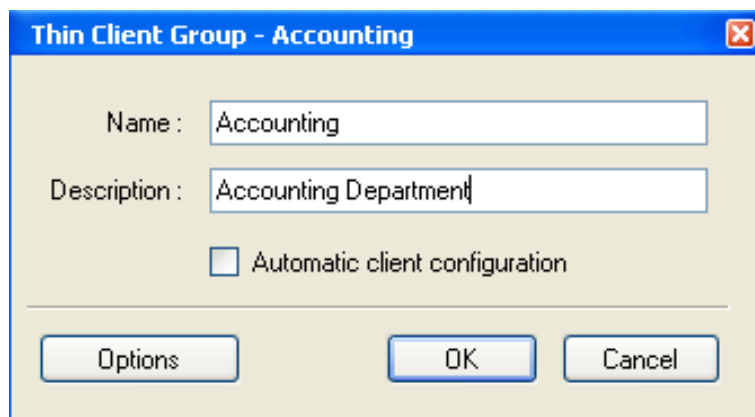 Thin Client Group - Accounting
Name : Accounting
Description : Accounting Department
Automatic client configuration
Options OK Cancel